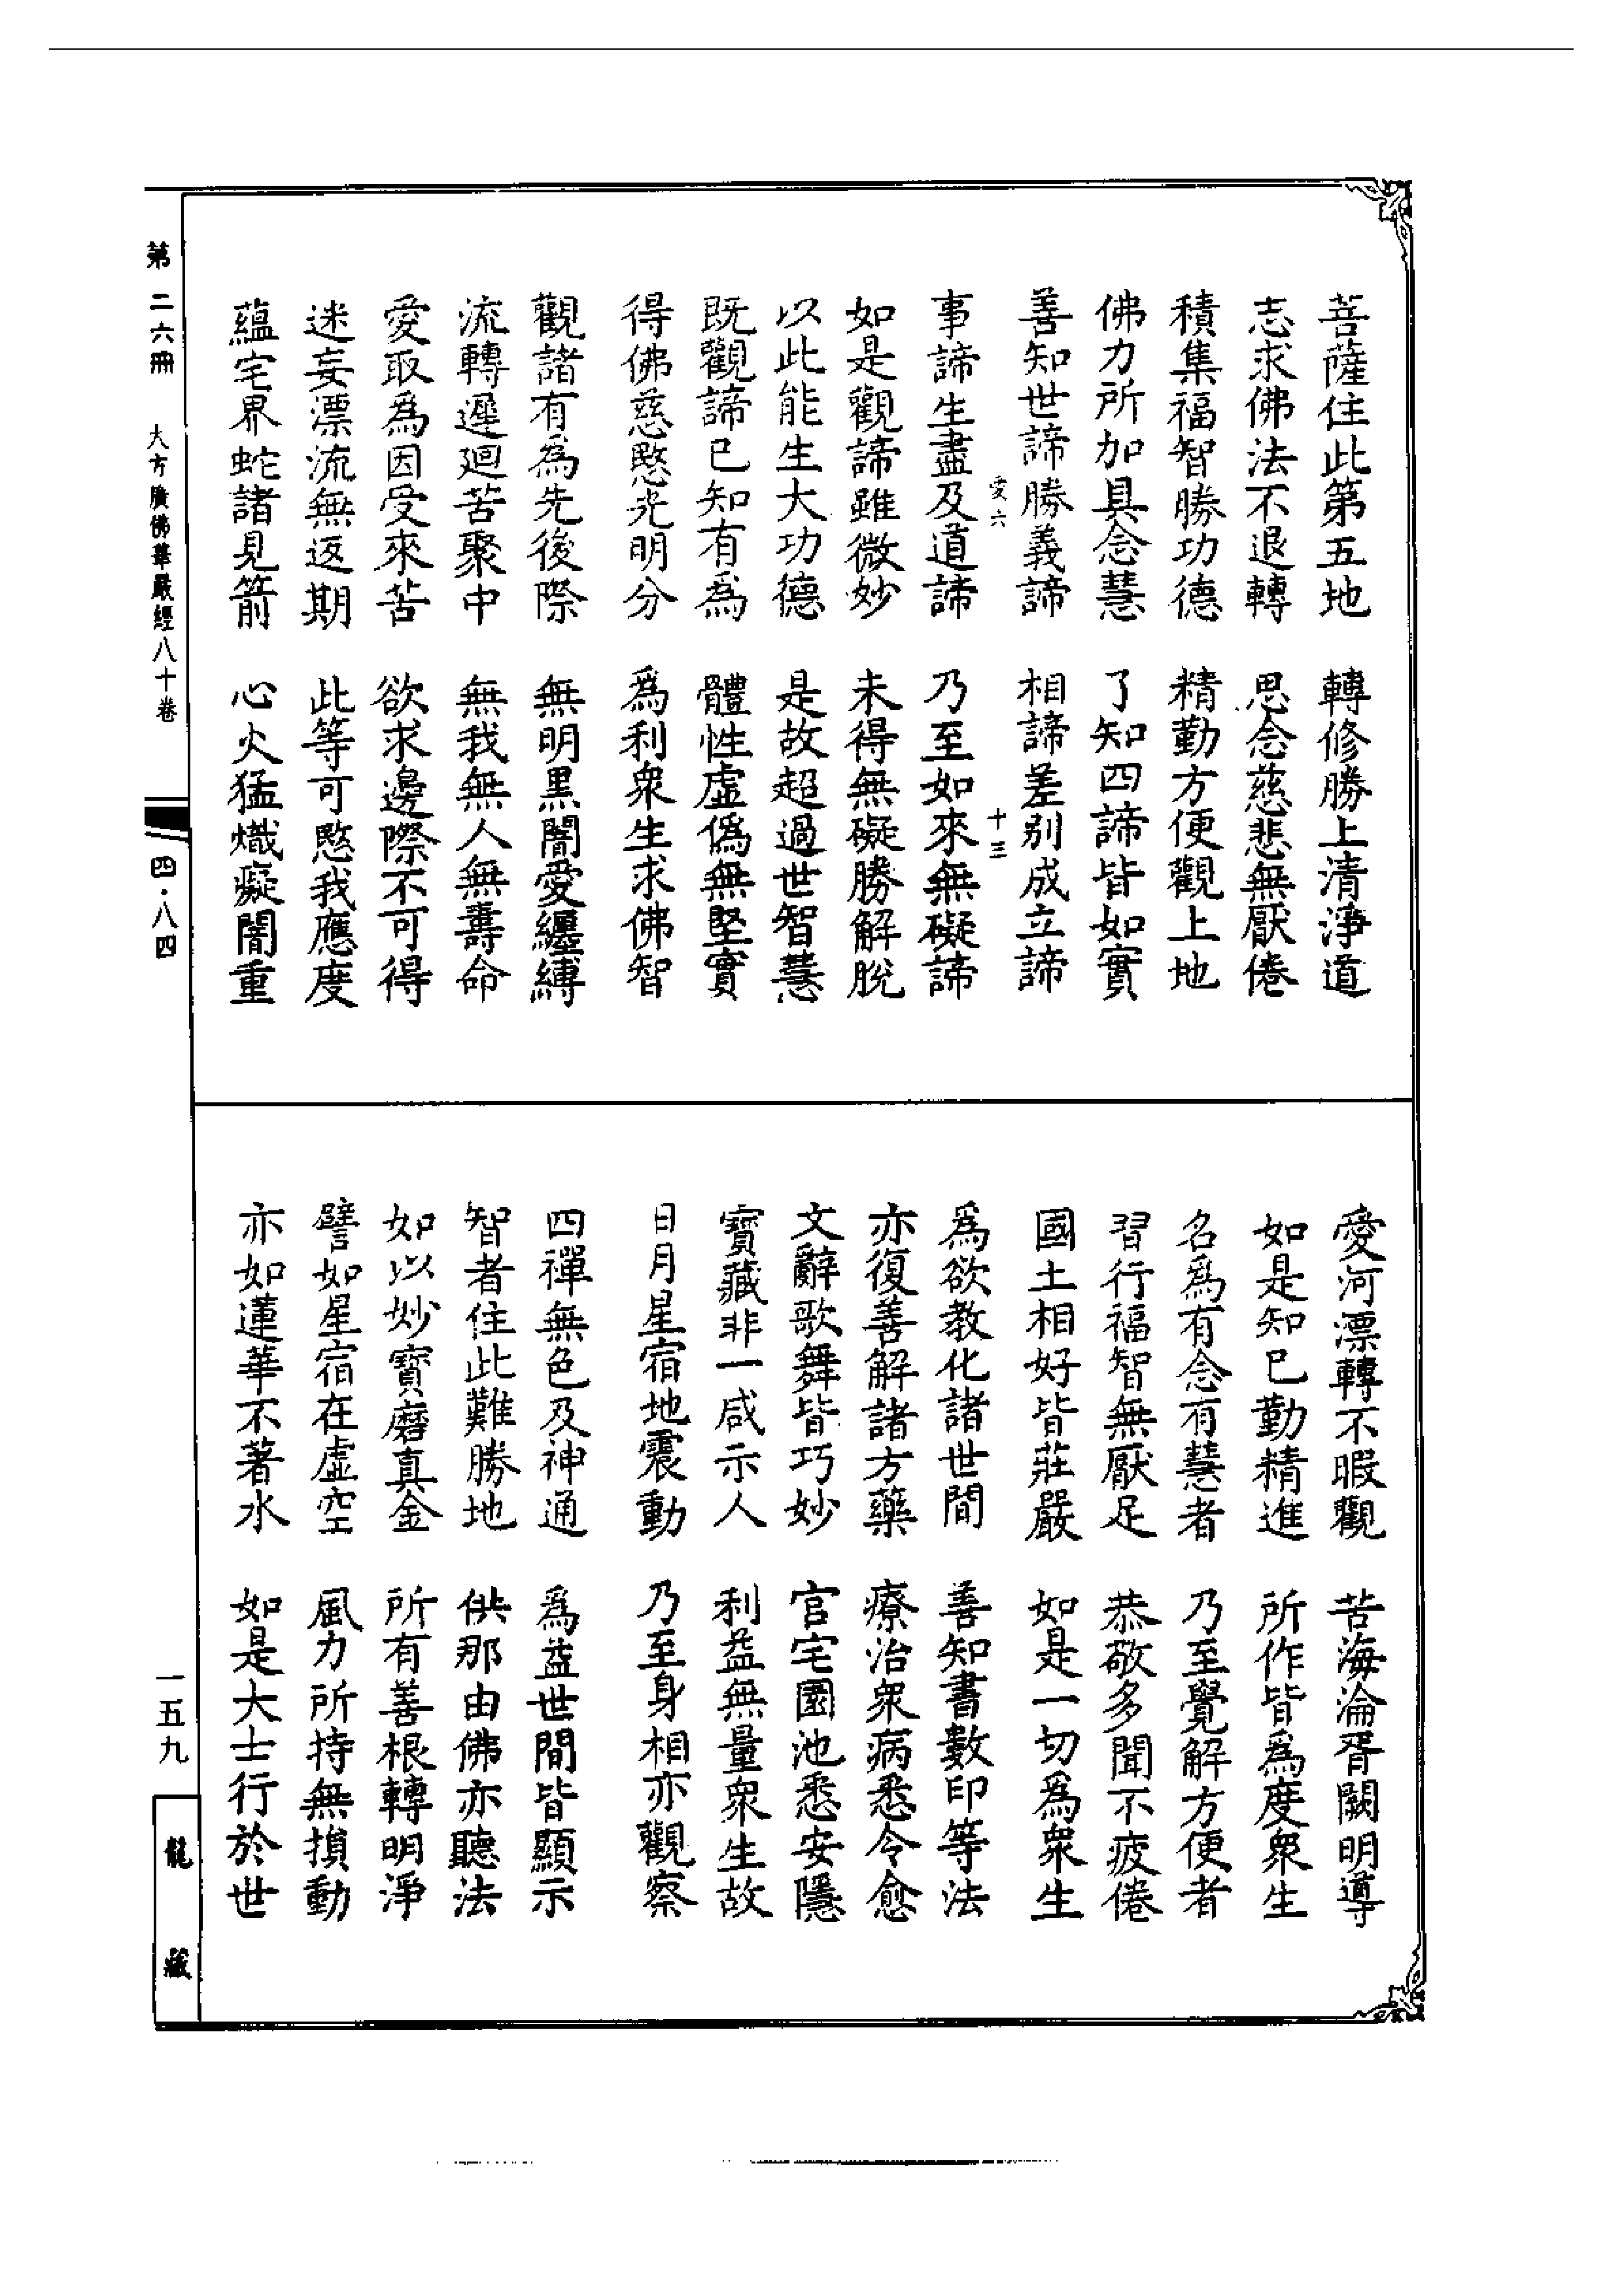 菩薩住此第五地　轉修勝上清淨道
志求佛法不退轉　思念慈悲無厭倦
積集福智勝功德　精勤方便觀上地
佛力所加具念慧　了知四諦皆如實
善知世諦勝義諦　相諦差別成立諦
愛六　十三
事諦生盡及道諦　乃至如來無礙諦
如是觀諦雖微妙　未得無礙勝解脫
以此能生大功德　是故超過世智慧
既觀諦已知有為　體性虛偽無堅實
得佛慈愍光明分　爲利衆生求佛智
觀諸有為先後際　無明黑闇愛纏縛
流轉遲迴苦聚中　無我無人無壽命
愛取為因受來苦　欲求邊際不可得
迷妄漂流無返期　此等可愍我應度
蘊宅界蛇諸見箭　心火猛熾癡闇重
愛河漂轉不暇觀　苦海淪胥闕明導
如是知已勤精進　所作皆爲度衆生
名爲有念有慧者　乃至覺解方便者
習行福智無厭足　恭敬多聞不疲倦
國土相好皆莊嚴　如是一切爲衆生
爲欲教化諸世間　善知書數印等法
亦復善解諸方藥　療治衆病悉令愈
文辭歌舞皆巧妙　官宅園池悉安隱
寶藏非一咸示人　利益無量衆生故
日月星宿地震動　乃至身相亦觀察
四禪無色及神通　爲益世間皆顯示
智者住此難勝地　供那由佛亦聽法
如以妙寶磨真金　所有善根轉明淨
譬如星宿在虛空　風力所持無損動
亦如蓮華不著水　如是大士行於世
第二六冊　大方廣佛華嚴經八十卷　四·八四　一五九　龍藏